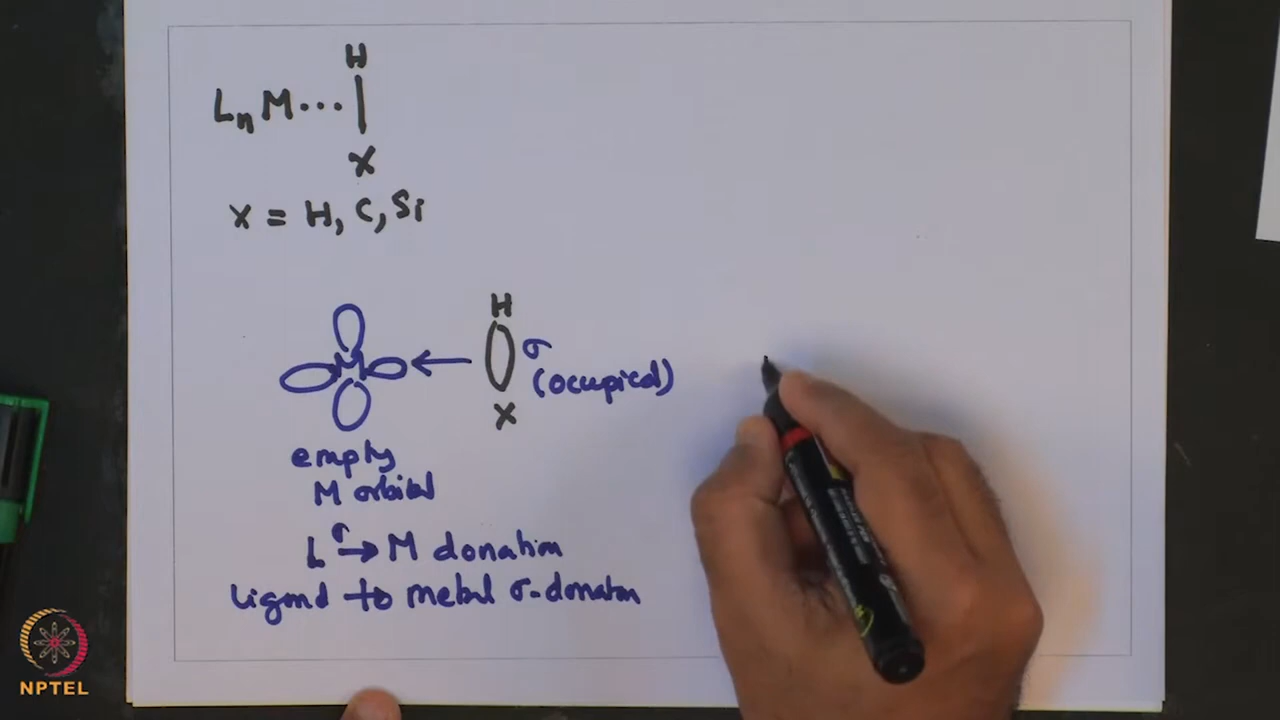 H
LnM...|
X
X = H, C, Si
H
M ← σ
(occupied)
X
empty
M orbital
L σ→ M donation
Ligand to metal σ-donation
NPTEL